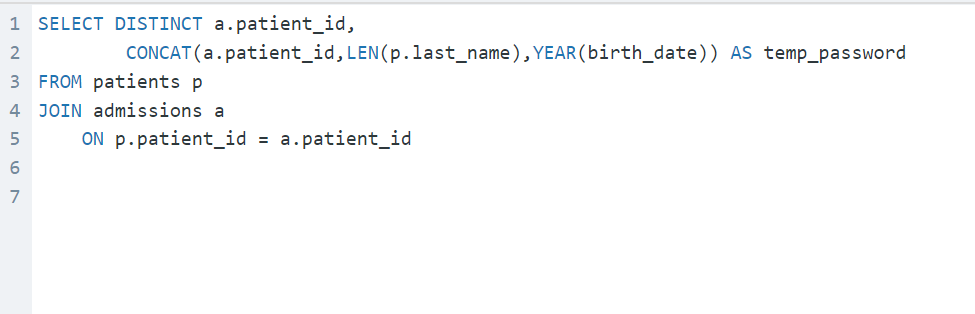 1 SELECT DISTINCT a.patient_id,
2 CONCAT(a.patient_id,LEN(p.last_name),YEAR(birth_date)) AS temp_password
3 FROM patients p
4 JOIN admissions a
5 ON p.patient_id = a.patient_id
6
7